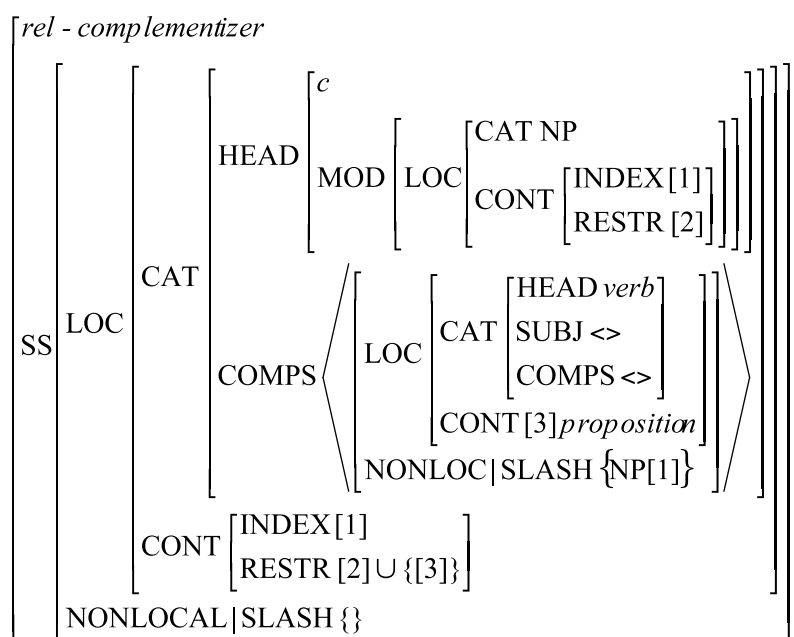 rel - complementizer
c
CAT NP
HEAD
MOD LOC
INDEX [1]
CONT
RESTR [2]
CAT
HEAD verb
LOC
CAT SUBJ <>
SS
LOC
COMPS
COMPS <>
CONT [3] proposition
NONLOC | SLASH {NP[1]}
INDEX [1]
CONT
RESTR [2] ∪ {[3]}
NONLOCAL | SLASH {}